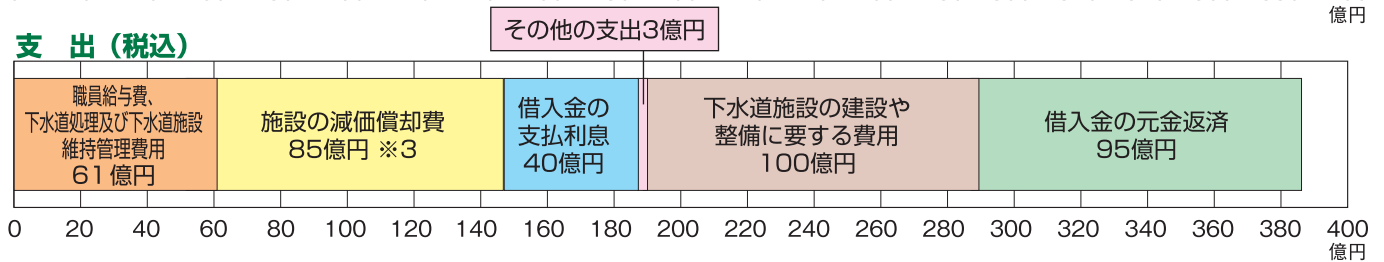 億円
その他の支出3億円
支 出（税込）
職員給与費、
下水道処理及び下水道施設
維持管理費用
61億円
施設の減価償却費
85億円 ※3
借入金の
支払利息
40億円
下水道施設の建設や
整備に要する費用
100億円
借入金の元金返済
95億円
0 20 40 60 80 100 120 140 160 180 200 220 240 260 280 300 320 340 360 380 400
億円